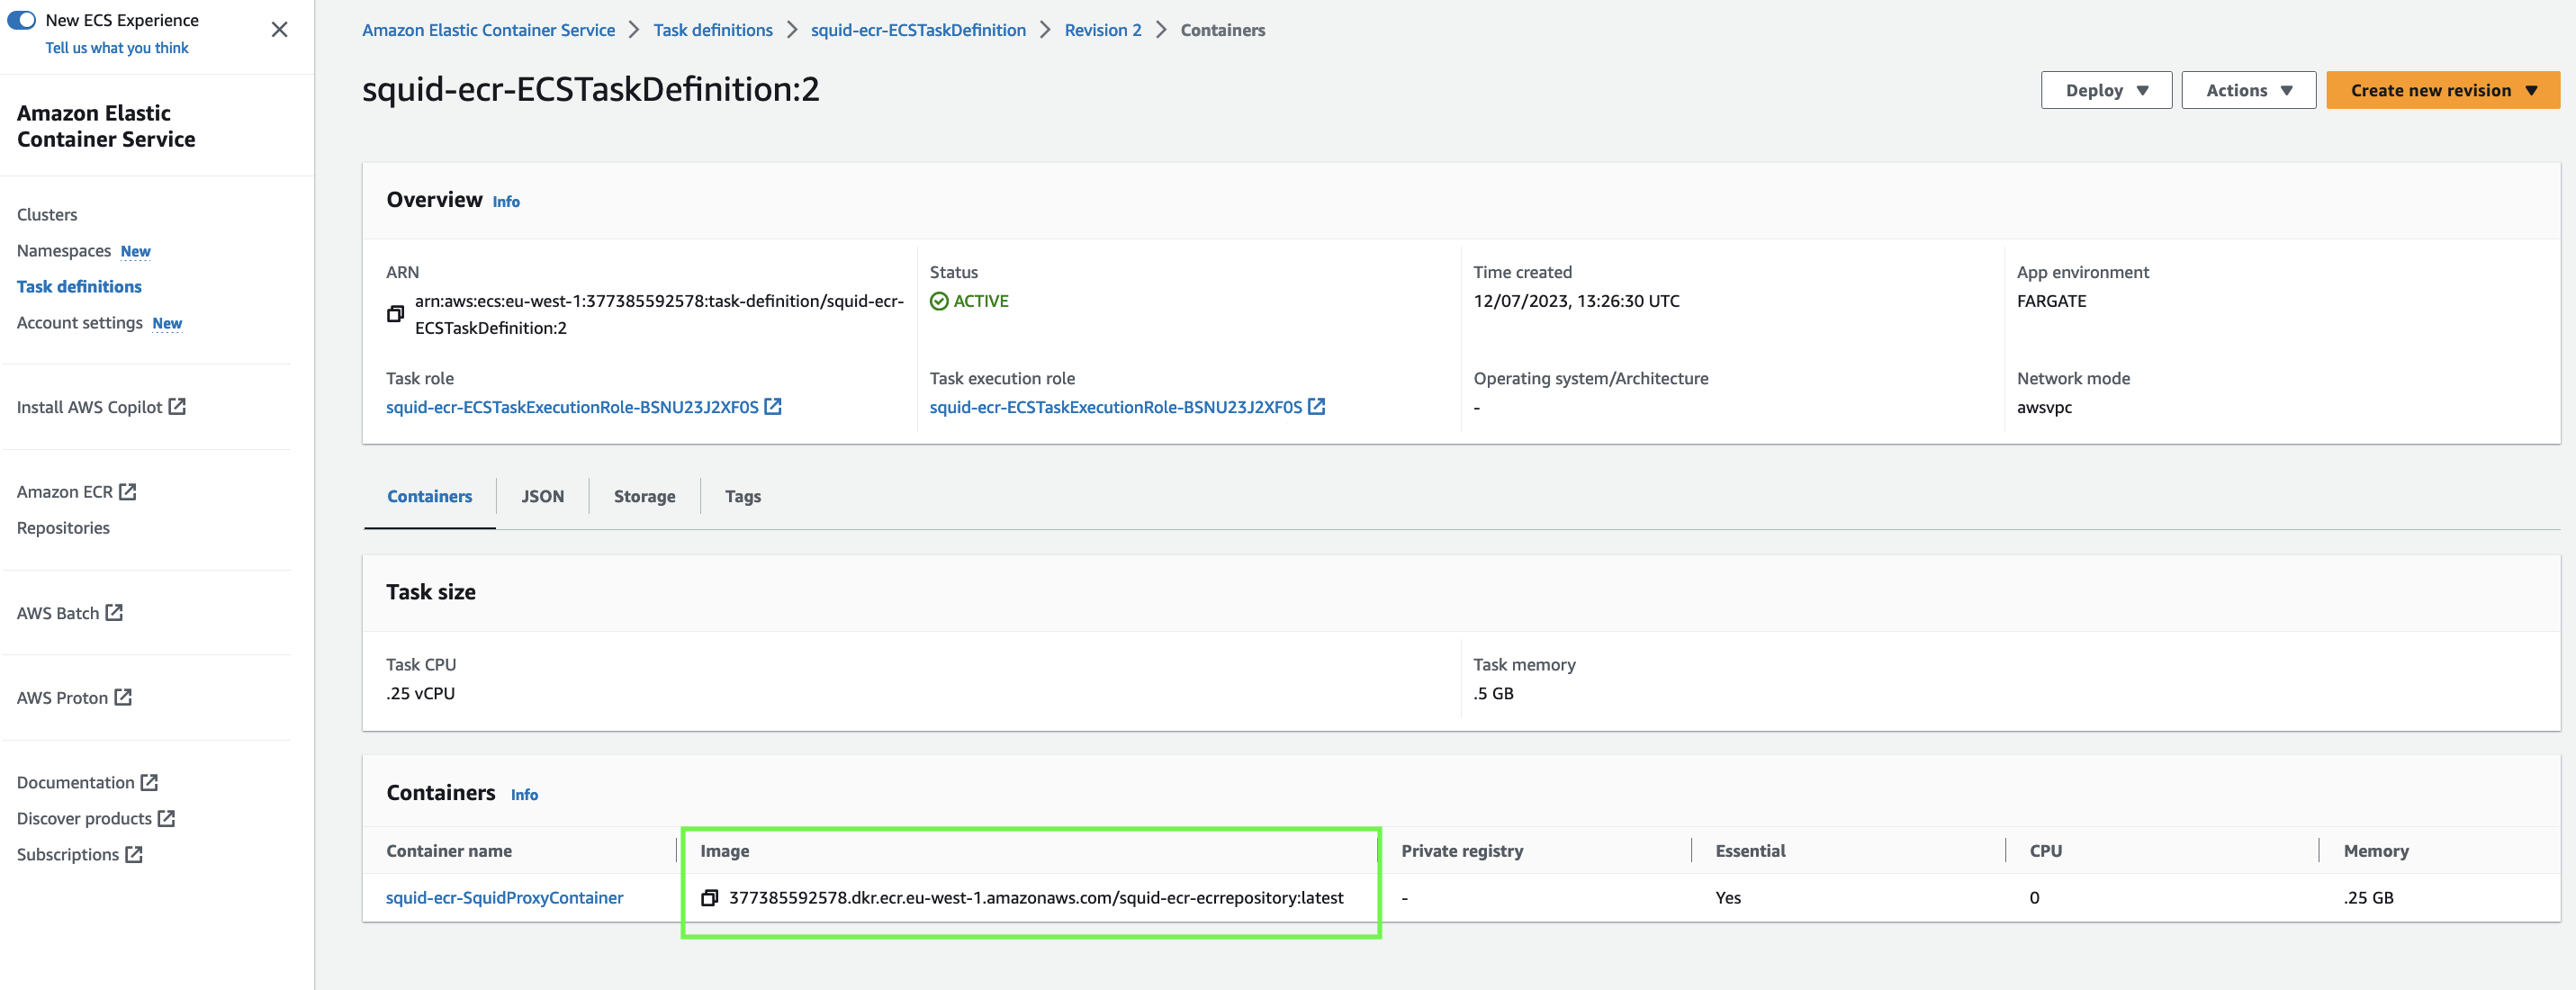 New ECS Experience
Tell us what you think
Amazon Elastic
Container Service
Clusters
Namespaces New
Task definitions
Account settings New
Install AWS Copilot
Amazon ECR
Repositories
AWS Batch
AWS Proton
Documentation
Discover products
Subscriptions
Amazon Elastic Container Service > Task definitions > squid-ecr-ECSTaskDefinition > Revision 2 > Containers
squid-ecr-ECSTaskDefinition:2
Deploy Actions Create new revision
Overview Info
ARN
arn:aws:ecs:eu-west-1:377385592578:task-definition/squid-ecr-
ECSTaskDefinition:2
Status
ACTIVE
Time created
12/07/2023, 13:26:30 UTC
App environment
FARGATE
Task role
squid-ecr-ECSTaskExecutionRole-BSNU23J2XF0S
Task execution role
squid-ecr-ECSTaskExecutionRole-BSNU23J2XF0S
Operating system/Architecture
-
Network mode
awsvpc
Containers JSON Storage Tags
Task size
Task CPU
.25 vCPU
Task memory
.5 GB
Containers Info
Container name Image Private registry Essential CPU Memory
squid-ecr-SquidProxyContainer 377385592578.dkr.ecr.eu-west-1.amazonaws.com/squid-ecr-ecrrepository:latest - Yes 0 .25 GB